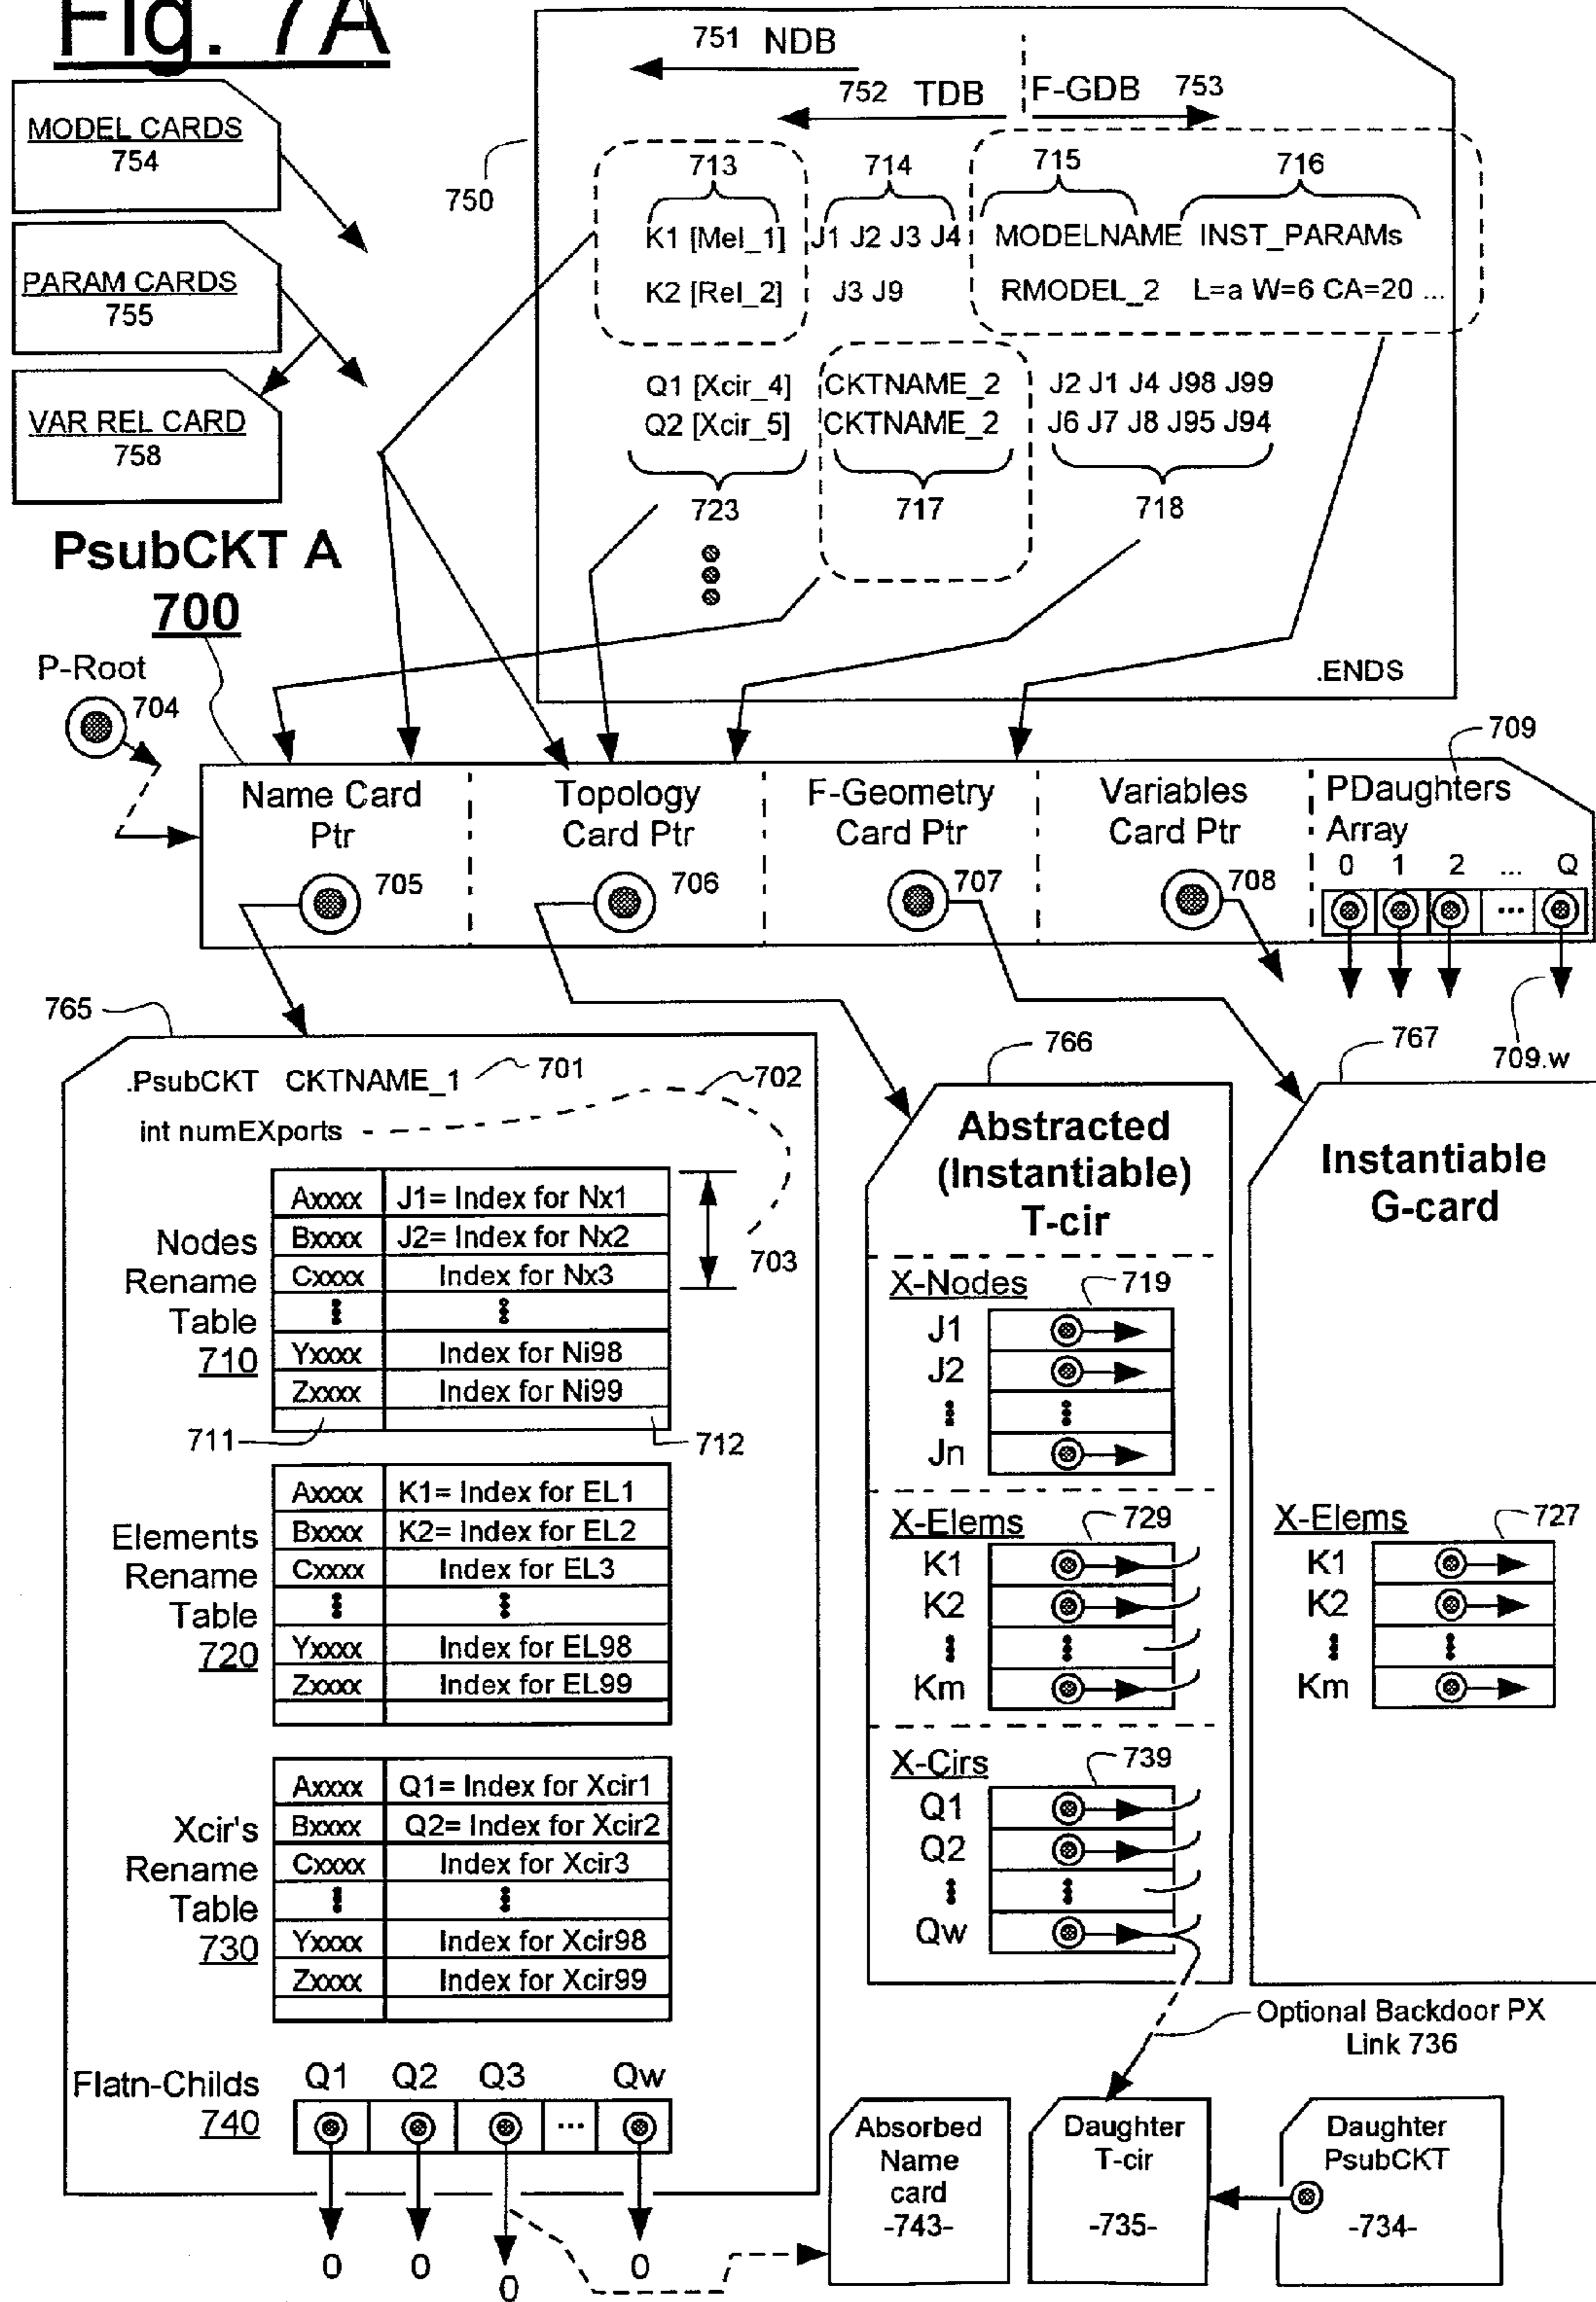 Fig. 7A
MODEL CARDS
754
PARAM CARDS
755
VAR REL CARD
758
751 NDB
752 TDB F-GDB 753
750
713 714 715 716
K1 [Mel_1] J1 J2 J3 J4 MODELNAME INST_PARAMs
K2 [Rel_2] J3 J9 RMODEL_2 L=a W=6 CA=20 ...
Q1 [Xcir_4] CKTNAME_2 J2 J1 J4 J98 J99
Q2 [Xcir_5] CKTNAME_2 J6 J7 J8 J95 J94
723 717 718
.ENDS
PsubCKT A
700
P-Root
704
709
Name Card
Ptr
705
Topology
Card Ptr
706
F-Geometry
Card Ptr
707
Variables
Card Ptr
708
PDaughters
Array
0 1 2 ... Q
...
709.w
765
.PsubCKT CKTNAME_1 701
702
int numEXports
703
Nodes
Rename
Table
710
Axxxx J1= Index for Nx1
Bxxxx J2= Index for Nx2
Cxxxx Index for Nx3
Yxxxx Index for Ni98
Zxxxx Index for Ni99
711 712
Elements
Rename
Table
720
Axxxx K1= Index for EL1
Bxxxx K2= Index for EL2
Cxxxx Index for EL3
Yxxxx Index for EL98
Zxxxx Index for EL99
Xcir's
Rename
Table
730
Axxxx Q1= Index for Xcir1
Bxxxx Q2= Index for Xcir2
Cxxxx Index for Xcir3
Yxxxx Index for Xcir98
Zxxxx Index for Xcir99
Flatn-Childs
740
Q1 Q2 Q3 Qw
...
0 0 0 0
766
Abstracted
(Instantiable)
T-cir
X-Nodes 719
J1
J2
Jn
X-Elems 729
K1
K2
Km
X-Cirs 739
Q1
Q2
Qw
767
Instantiable
G-card
X-Elems 727
K1
K2
Km
Optional Backdoor PX
Link 736
Absorbed
Name
card
-743-
Daughter
T-cir
-735-
Daughter
PsubCKT
-734-